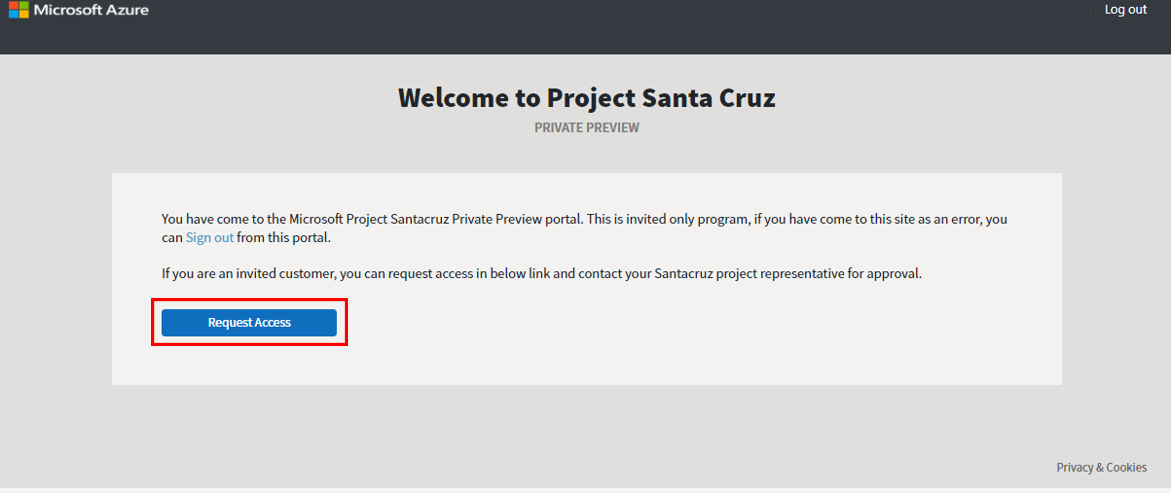 Microsoft Azure
Log out
Welcome to Project Santa Cruz
PRIVATE PREVIEW
You have come to the Microsoft Project Santacruz Private Preview portal. This is invited only program, if you have come to this site as an error, you
can Sign out from this portal.
If you are an invited customer, you can request access in below link and contact your Santacruz project representative for approval.
Request Access
Privacy & Cookies